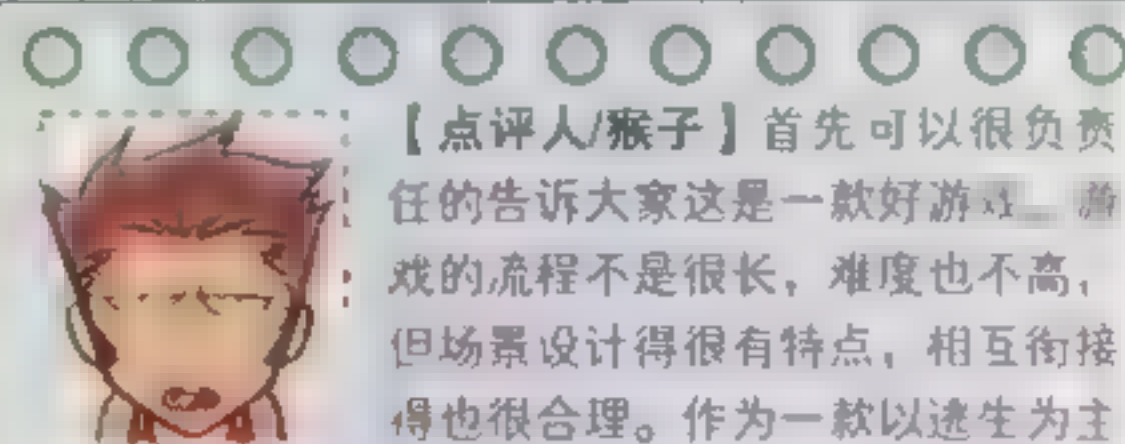 【点评人/猴子】首先可以很负责
任的告诉大家这是一款好游
戏的流程不是很长，难度也不高，
但场景设计得很有特点，相互衔接
得也很合理。作为一款以逃生为主